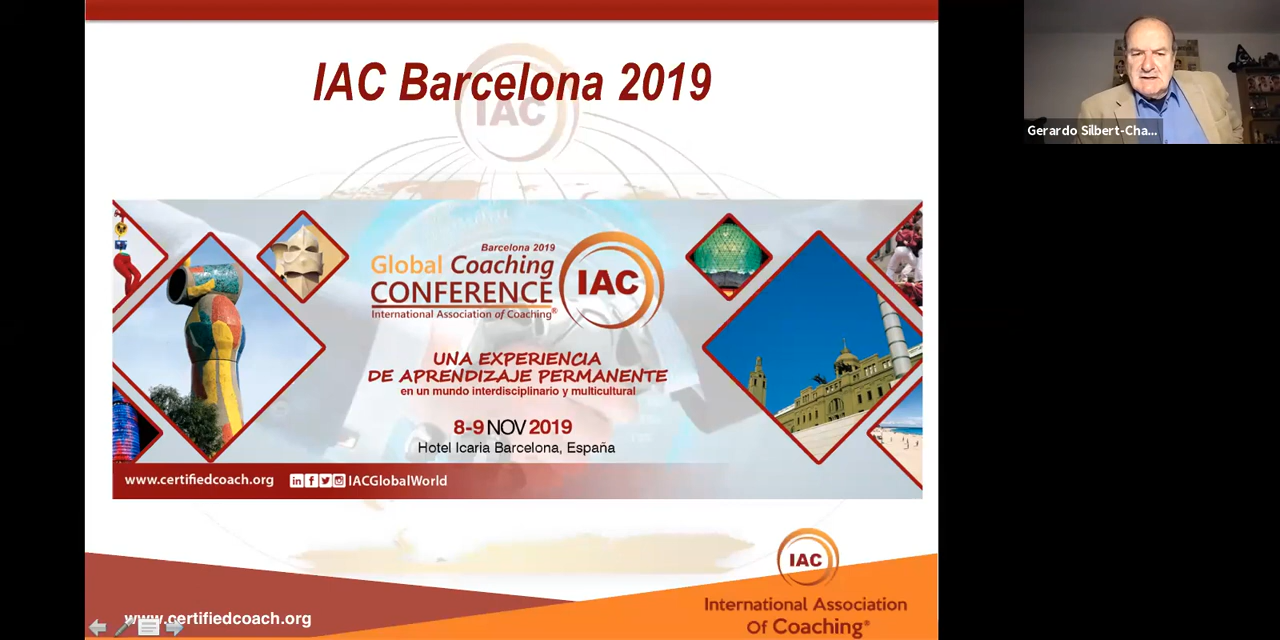 IAC Barcelona 2019
IAC
Barcelona 2019
Global Coaching
CONFERENCE
International Association of Coaching®
IAC
UNA EXPERIENCIA
DE APRENDIZAJE PERMANENTE
en un mundo interdisciplinario y multicultural
8-9 NOV 2019
Hotel Icaria Barcelona, España
www.certifiedcoach.org
in f IACGlobalWorld
IAC
International Association
Of Coaching®
www.certifiedcoach.org
Gerardo Silbert-Cha...